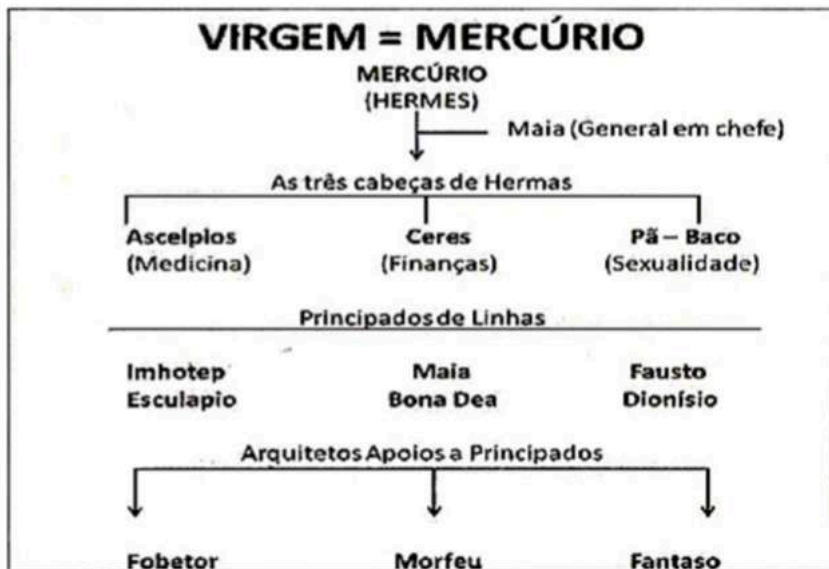 VIRGEM = MERCÚRIO
MERCÚRIO
(HERMES)
Maia (General em chefe)
As três cabeças de Hermas
Ascelpios Ceres Pã – Baco
(Medicina) (Finanças) (Sexualidade)
Principados de Linhas
Imhotep Maia Fausto
Esculapio Bona Dea Dionísio
Arquitetos Apoios a Principados
Fobetor Morfeu Fantaso